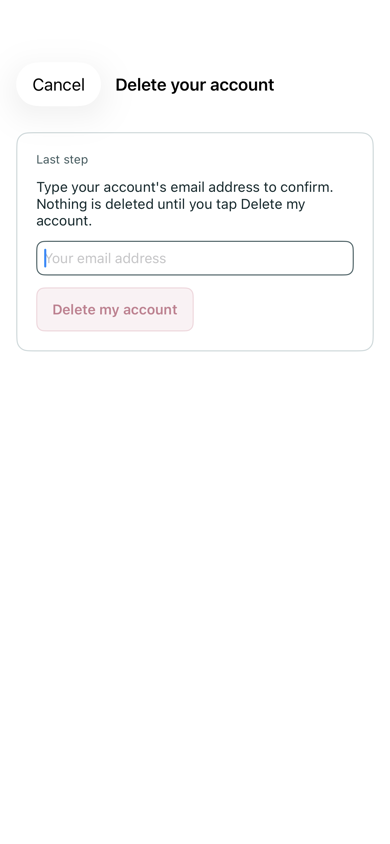 Cancel
Delete your account
Last step
Type your account's email address to confirm.
Nothing is deleted until you tap Delete my
account.
Your email address
Delete my account